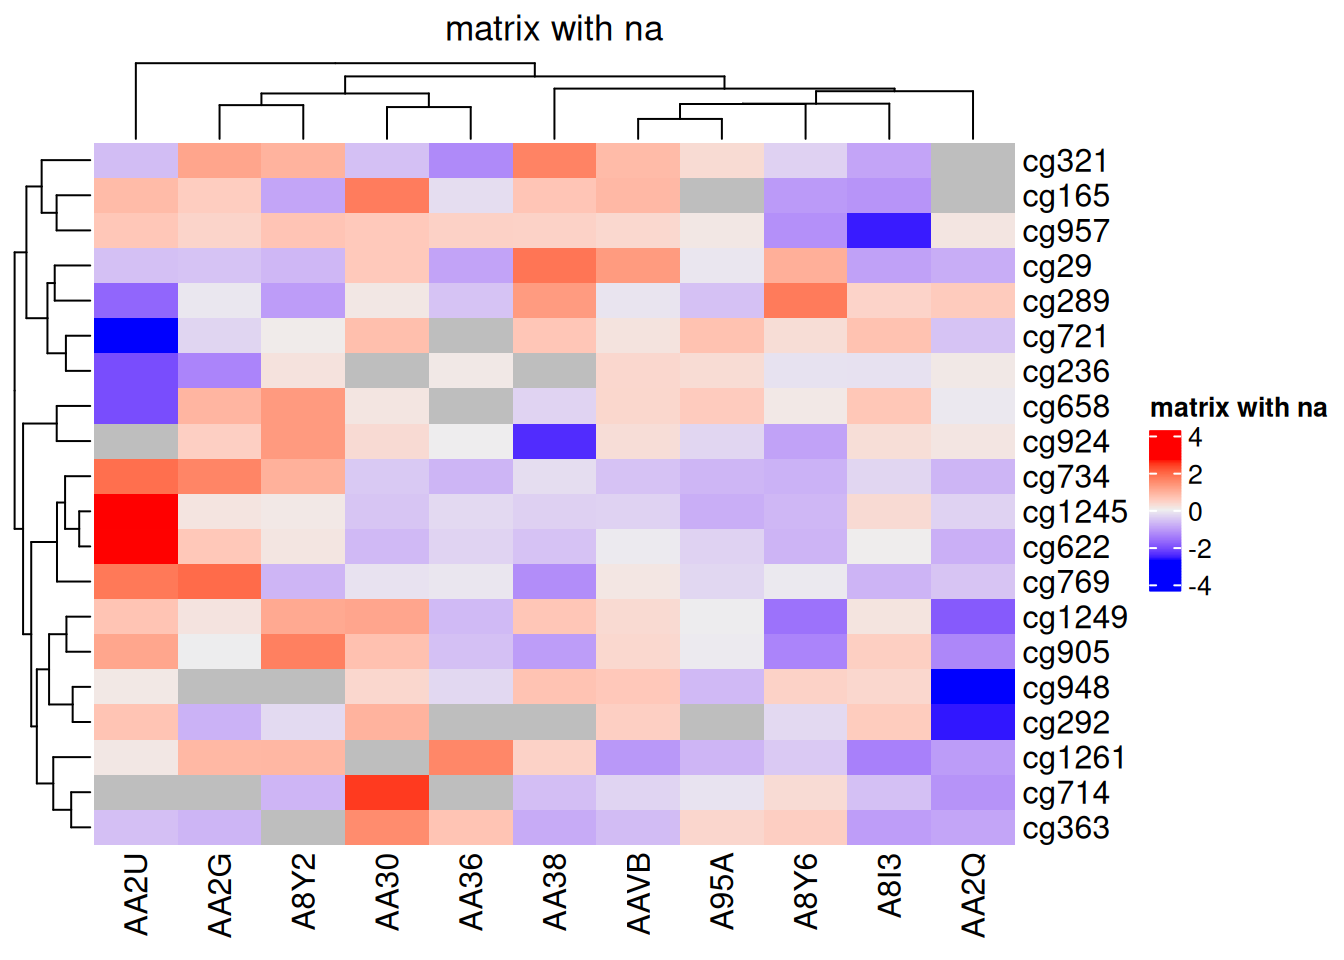 matrix with na
cg321
cg165
cg957
cg29
cg289
cg721
cg236
cg658
cg924
cg734
cg1245
cg622
cg769
cg1249
cg905
cg948
cg292
cg1261
cg714
cg363
matrix with na
4
2
0
-2
-4
AA2U
AA2G
A8Y2
AA30
AA36
AA38
AAVB
A95A
A8Y6
A8I3
AA2Q